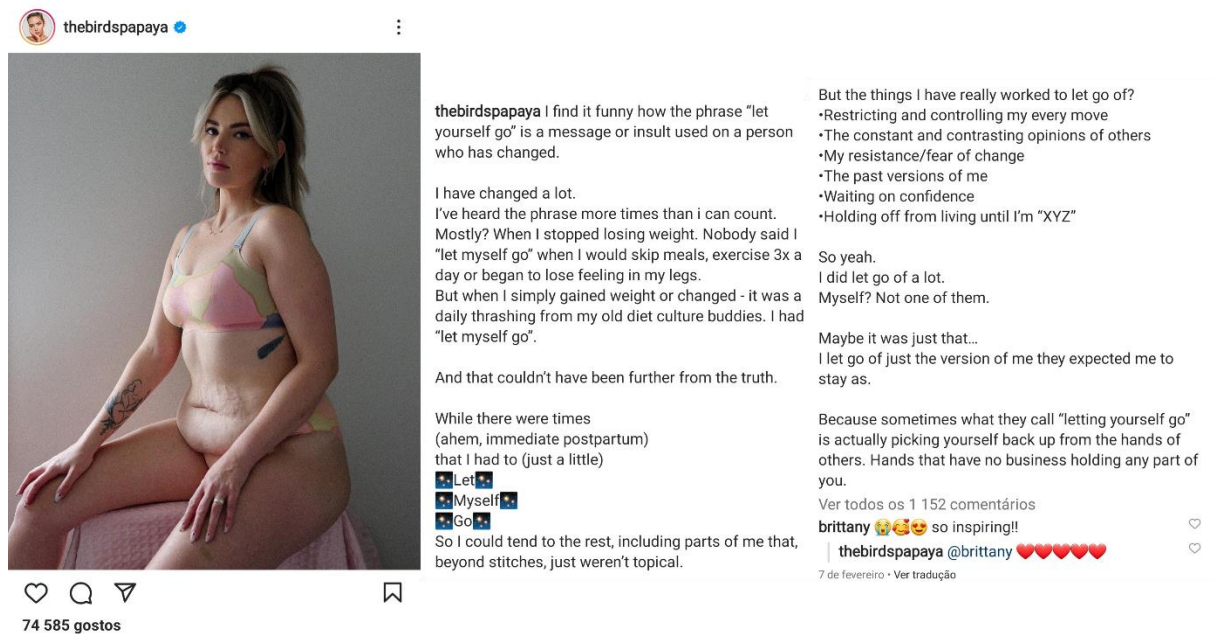 thebirdspapaya
74 585 gostos
thebirdspapaya I find it funny how the phrase “let
yourself go” is a message or insult used on a person
who has changed.
I have changed a lot.
I’ve heard the phrase more times than i can count.
Mostly? When I stopped losing weight. Nobody said I
“let myself go” when I would skip meals, exercise 3x a
day or began to lose feeling in my legs.
But when I simply gained weight or changed - it was a
daily thrashing from my old diet culture buddies. I had
“let myself go”.
And that couldn’t have been further from the truth.
While there were times
(ahem, immediate postpartum)
that I had to (just a little)
🎇Let🎇
🎇Myself🎇
🎇Go🎇
So I could tend to the rest, including parts of me that,
beyond stitches, just weren’t topical.
But the things I have really worked to let go of?
•Restricting and controlling my every move
•The constant and contrasting opinions of others
•My resistance/fear of change
•The past versions of me
•Waiting on confidence
•Holding off from living until I’m “XYZ”
So yeah.
I did let go of a lot.
Myself? Not one of them.
Maybe it was just that…
I let go of just the version of me they expected me to
stay as.
Because sometimes what they call “letting yourself go”
is actually picking yourself back up from the hands of
others. Hands that have no business holding any part of
you.
Ver todos os 1 152 comentários
brittany 😭🥰😍 so inspiring!!
thebirdspapaya @brittany ❤️❤️❤️❤️❤️
7 de fevereiro • Ver tradução